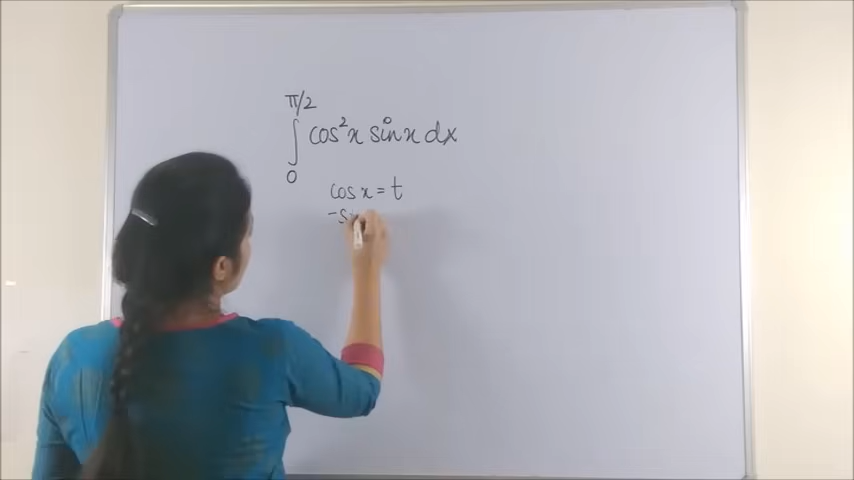 π/2
∫ cos²x sinx dx
0
cos x = t
-s